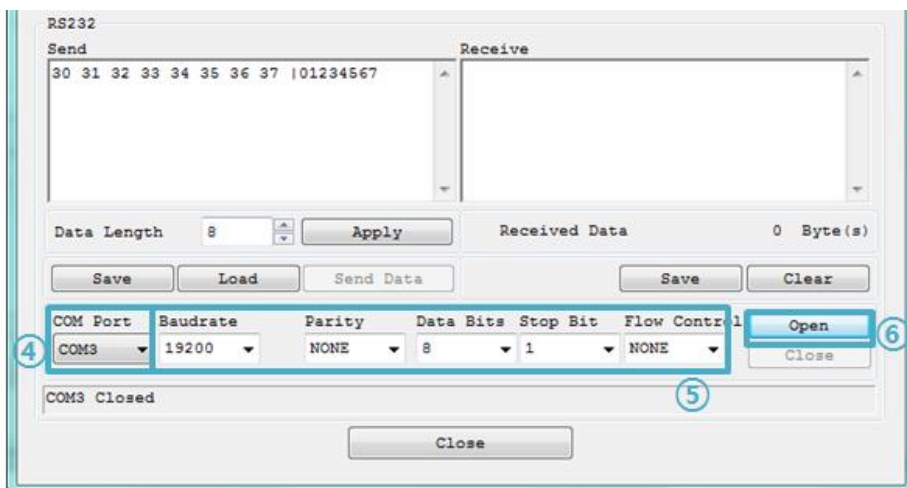 RS232
Send Receive
30 31 32 33 34 35 36 37 |01234567
Data Length 8 Apply Received Data 0 Byte(s)
Save Load Send Data Save Clear
COM Port Baudrate Parity Data Bits Stop Bit Flow Control Open ⑥
④ COM3 19200 NONE 8 1 NONE Close
⑤
COM3 Closed
Close